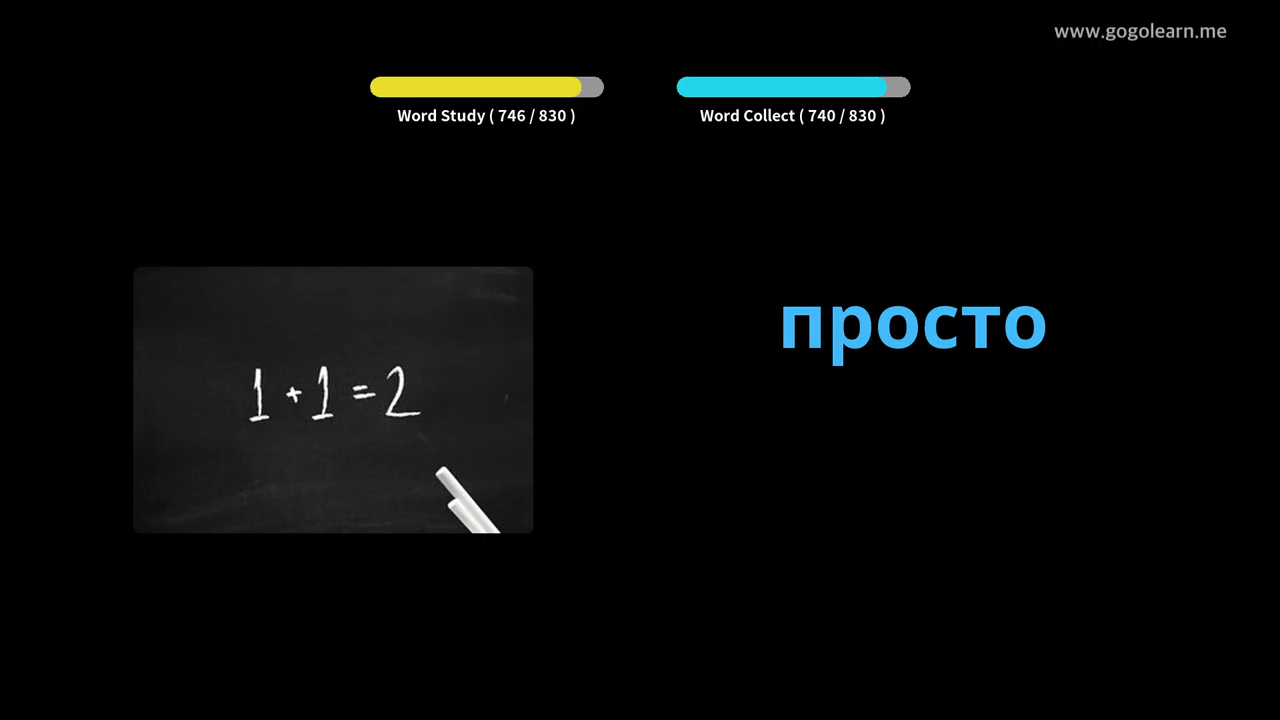 www.gogolearn.me
Word Study ( 746 / 830 )
Word Collect ( 740 / 830 )
просто
1 + 1 = 2